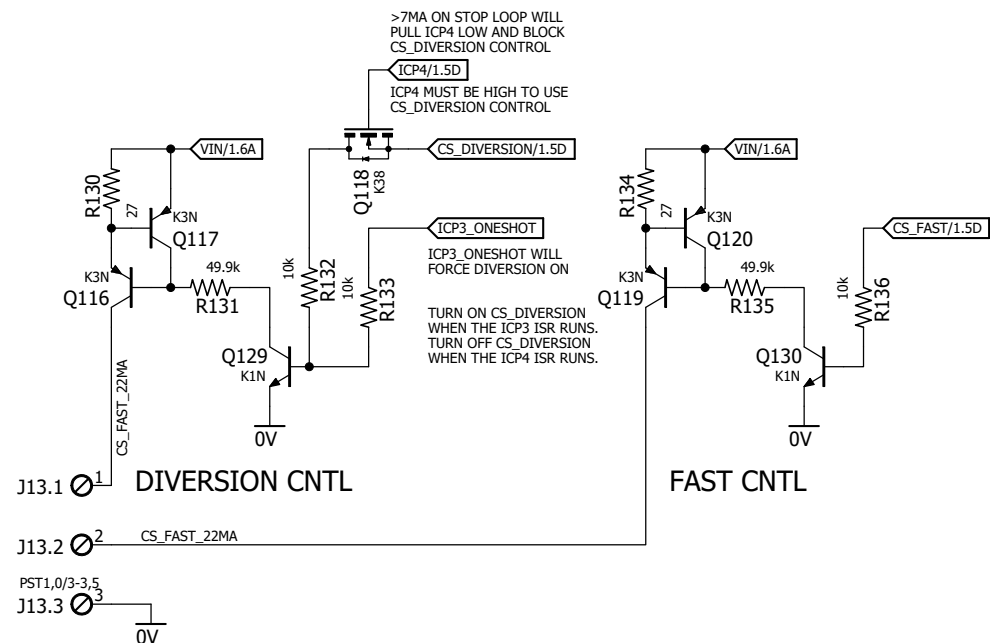 >7MA ON STOP LOOP WILL
PULL ICP4 LOW AND BLOCK
CS_DIVERSION CONTROL
ICP4/1.5D
ICP4 MUST BE HIGH TO USE
CS_DIVERSION CONTROL
VIN/1.6A
CS_DIVERSION/1.5D
VIN/1.6A
R130
27
K3N
Q117
Q118
K38
R134
27
K3N
Q120
ICP3_ONESHOT
CS_FAST/1.5D
ICP3_ONESHOT WILL
FORCE DIVERSION ON
K3N
Q116
49.9k
R131
10k
R132
10k
R133
K3N
Q119
49.9k
R135
10k
R136
TURN ON CS_DIVERSION
WHEN THE ICP3 ISR RUNS.
TURN OFF CS_DIVERSION
WHEN THE ICP4 ISR RUNS.
Q129
K1N
Q130
K1N
CS_FAST_22MA
0V
0V
J13.1
1
DIVERSION CNTL
FAST CNTL
J13.2
2
CS_FAST_22MA
PST1,0/3-3,5
J13.3
3
0V